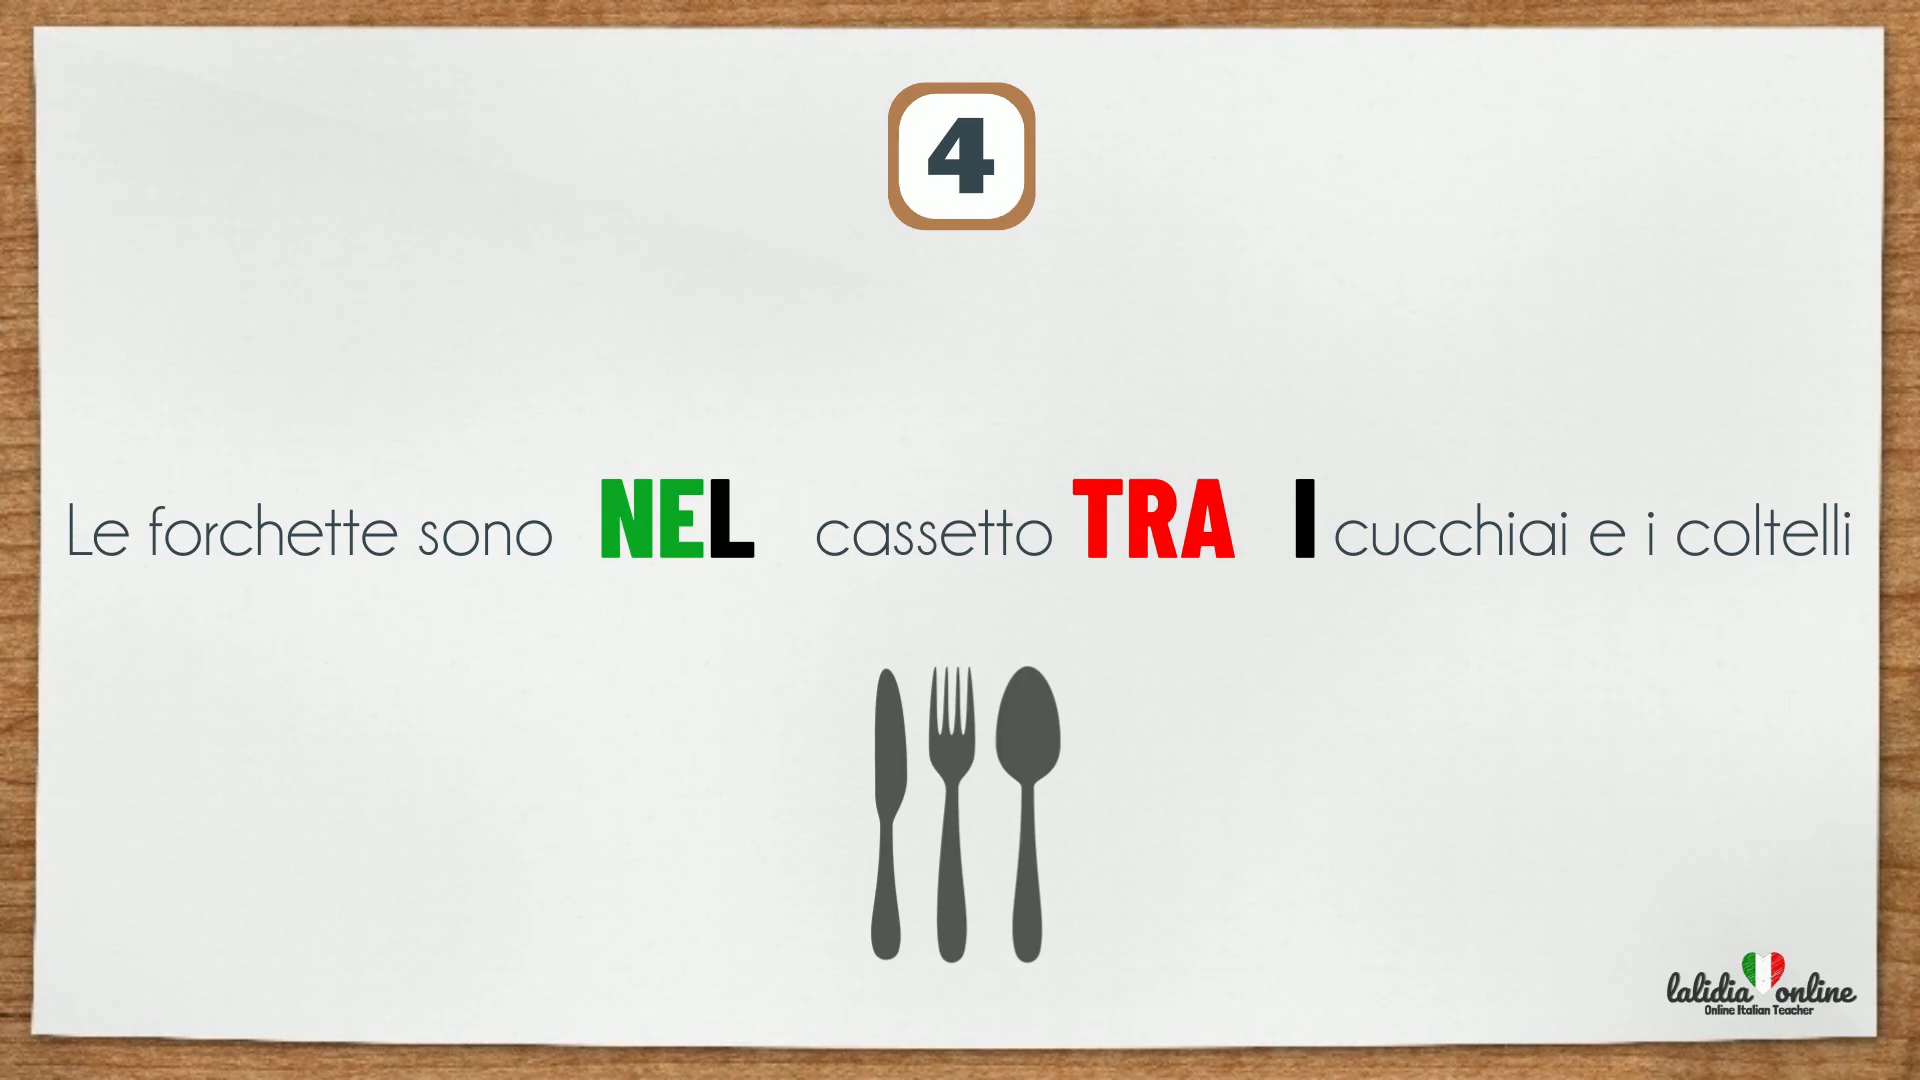 4
Le forchette sono NEL cassetto TRA I cucchiai e i coltelli
lalidia online
Online Italian Teacher